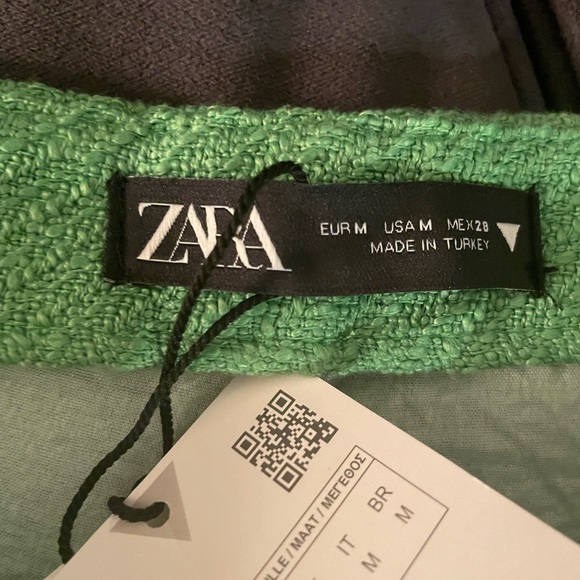 ZARA
EUR M USA M MEX 28
MADE IN TURKEY
ILLE / MAAT / ΜΕΓΕΘΟΣ
IT BR
M M